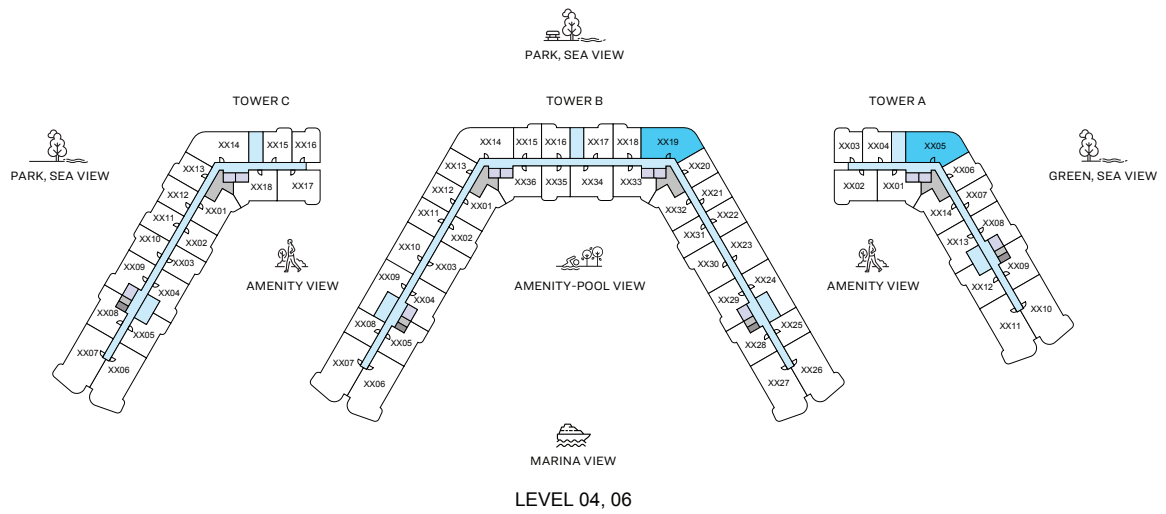 PARK, SEA VIEW
TOWER C
TOWER B
TOWER A
PARK, SEA VIEW
GREEN, SEA VIEW
XX14
XX15
XX16
XX13
XX12
XX11
XX10
XX09
XX08
XX07
XX06
XX05
XX04
XX03
XX02
XX01
XX18
XX17
XX14
XX15
XX16
XX17
XX18
XX19
XX13
XX12
XX11
XX10
XX09
XX08
XX07
XX06
XX05
XX04
XX03
XX02
XX01
XX36
XX35
XX34
XX33
XX32
XX31
XX30
XX29
XX28
XX27
XX26
XX25
XX24
XX23
XX22
XX21
XX20
XX03
XX04
XX05
XX06
XX07
XX08
XX09
XX10
XX11
XX12
XX13
XX14
XX01
XX02
AMENITY VIEW
AMENITY-POOL VIEW
AMENITY VIEW
MARINA VIEW
LEVEL 04, 06